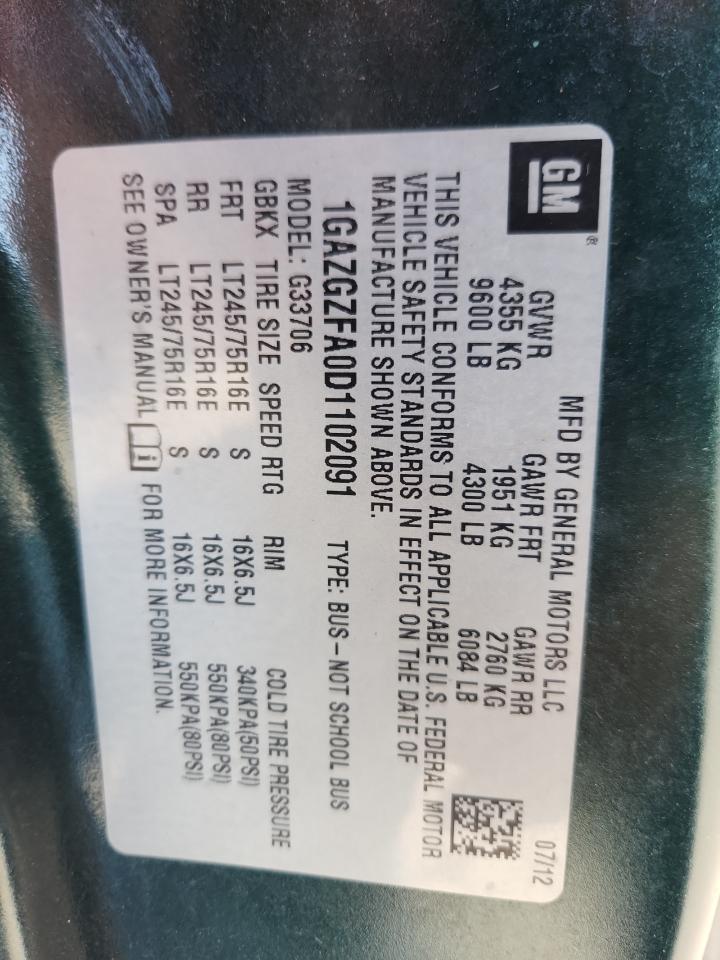 GM®
MFD BY GENERAL MOTORS LLC 07/12
GVWR GAWR FRT GAWR RR
4355 KG 1951 KG 2760 KG
9600 LB 4300 LB 6084 LB
THIS VEHICLE CONFORMS TO ALL APPLICABLE U.S. FEDERAL MOTOR
VEHICLE SAFETY STANDARDS IN EFFECT ON THE DATE OF
MANUFACTURE SHOWN ABOVE.
1GAZGZFA0D1102091 TYPE: BUS-NOT SCHOOL BUS
MODEL: G33706
GBKX TIRE SIZE SPEED RTG RIM COLD TIRE PRESSURE
FRT LT245/75R16E S 16X6.5J 340KPA(50PSI)
RR LT245/75R16E S 16X6.5J 550KPA(80PSI)
SPA LT245/75R16E S 16X6.5J 550KPA(80PSI)
SEE OWNER'S MANUAL i FOR MORE INFORMATION.